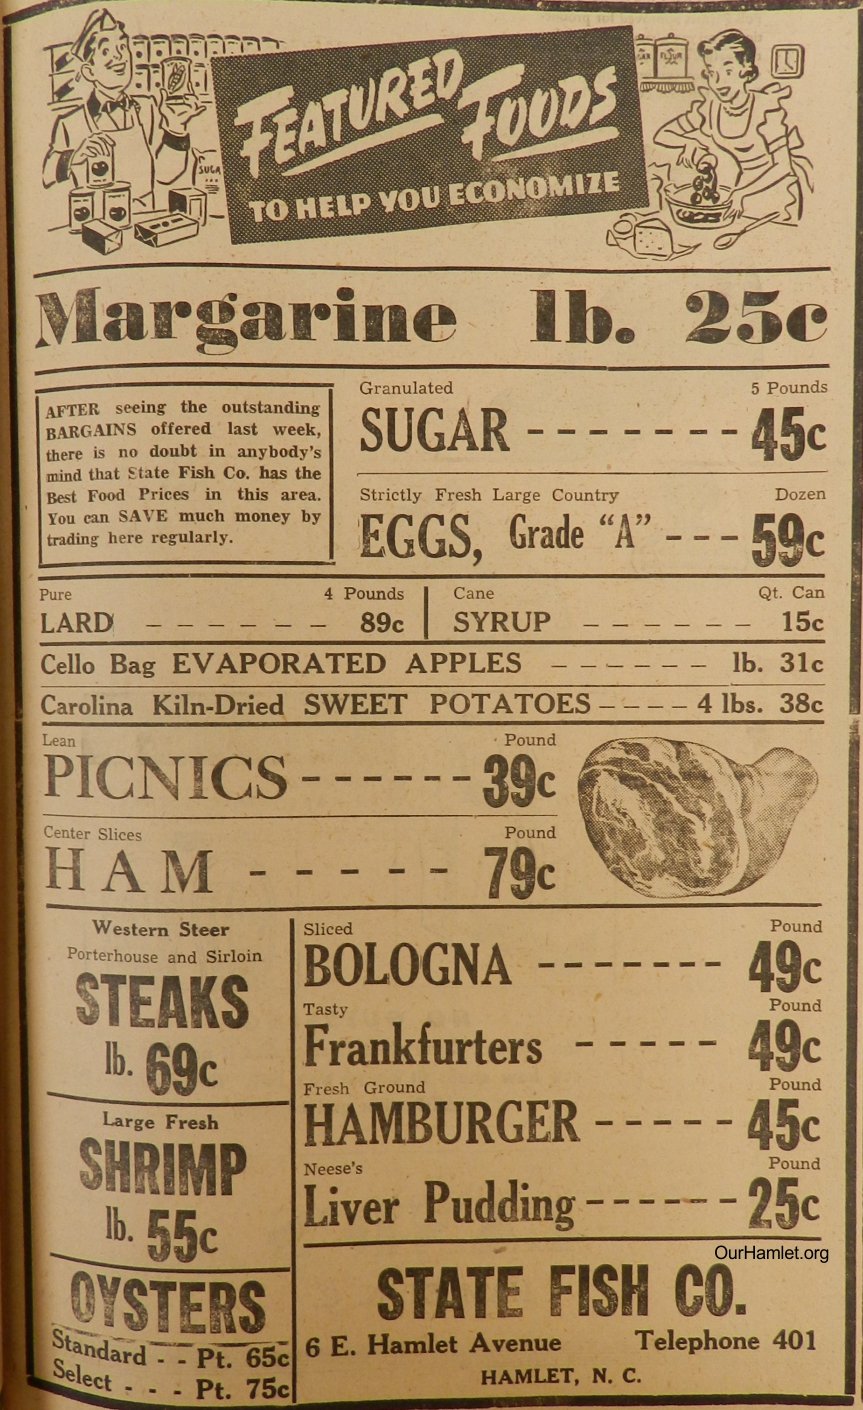 FEATURED FOODS
TO HELP YOU ECONOMIZE
SUGA
FLOUR
Margarine lb. 25c
AFTER seeing the outstanding
BARGAINS offered last week,
there is no doubt in anybody's
mind that State Fish Co. has the
Best Food Prices in this area.
You can SAVE much money by
trading here regularly.
Granulated 5 Pounds
SUGAR - - - - - - - 45c
Strictly Fresh Large Country Dozen
EGGS, Grade "A" - - - 59c
Pure 4 Pounds
LARD - - - - - - 89c
Cane Qt. Can
SYRUP - - - - - - 15c
Cello Bag EVAPORATED APPLES - - - - - - lb. 31c
Carolina Kiln-Dried SWEET POTATOES - - - - 4 lbs. 38c
Lean Pound
PICNICS - - - - - - 39c
Center Slices Pound
HAM - - - - - 79c
Western Steer
Porterhouse and Sirloin
STEAKS
lb. 69c
Large Fresh
SHRIMP
lb. 55c
OYSTERS
Standard - - Pt. 65c
Select - - - Pt. 75c
Sliced Pound
BOLOGNA - - - - - - - 49c
Tasty Pound
Frankfurters - - - - - 49c
Fresh Ground Pound
HAMBURGER - - - - - 45c
Neese's Pound
Liver Pudding - - - - - - 25c
OurHamlet.org
STATE FISH CO.
6 E. Hamlet Avenue Telephone 401
HAMLET, N. C.